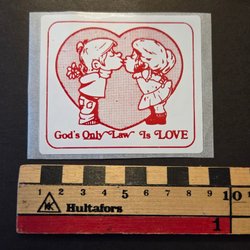 God's Only Law Is LOVE
1 2 3 4 5 6 7 8 9 10
Hultafors
1